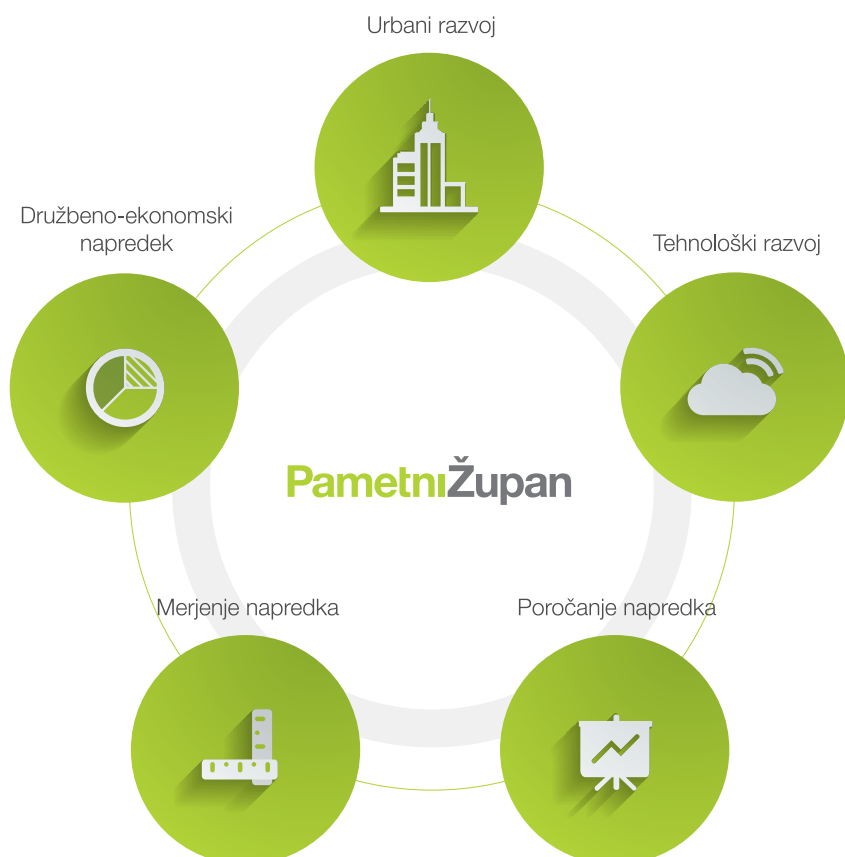 Urbani razvoj
Družbeno-ekonomski
napredek
Tehnološki razvoj
PametniŽupan
Merjenje napredka
Poročanje napredka